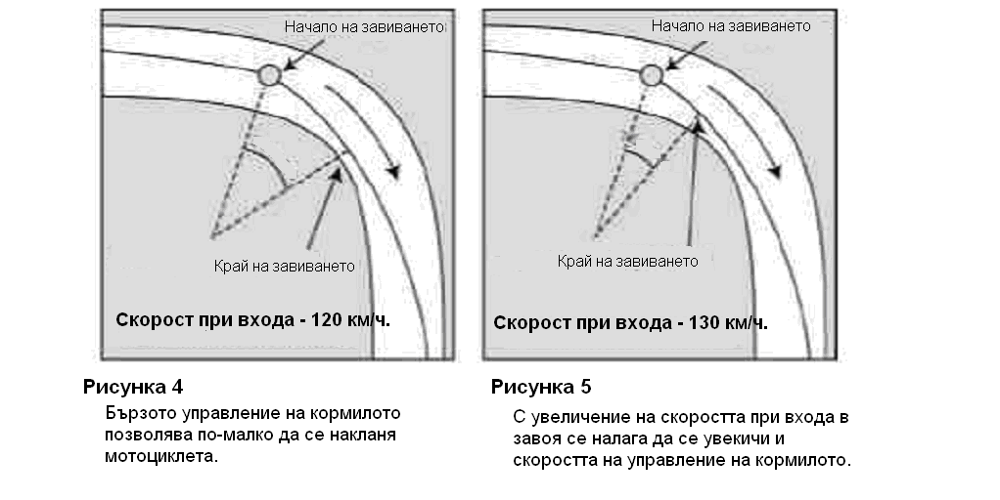 Начало на завиването
Край на завиването
Скорост при входа - 120 км/ч.
Рисунка 4
Бързото управление на кормилото
позволява по-малко да се накланя
мотоциклета.
Начало на завиването
Край на завиването
Скорост при входа - 130 км/ч.
Рисунка 5
С увеличение на скоростта при входа в
завоя се налага да се увекичи и
скоростта на управление на кормилото.